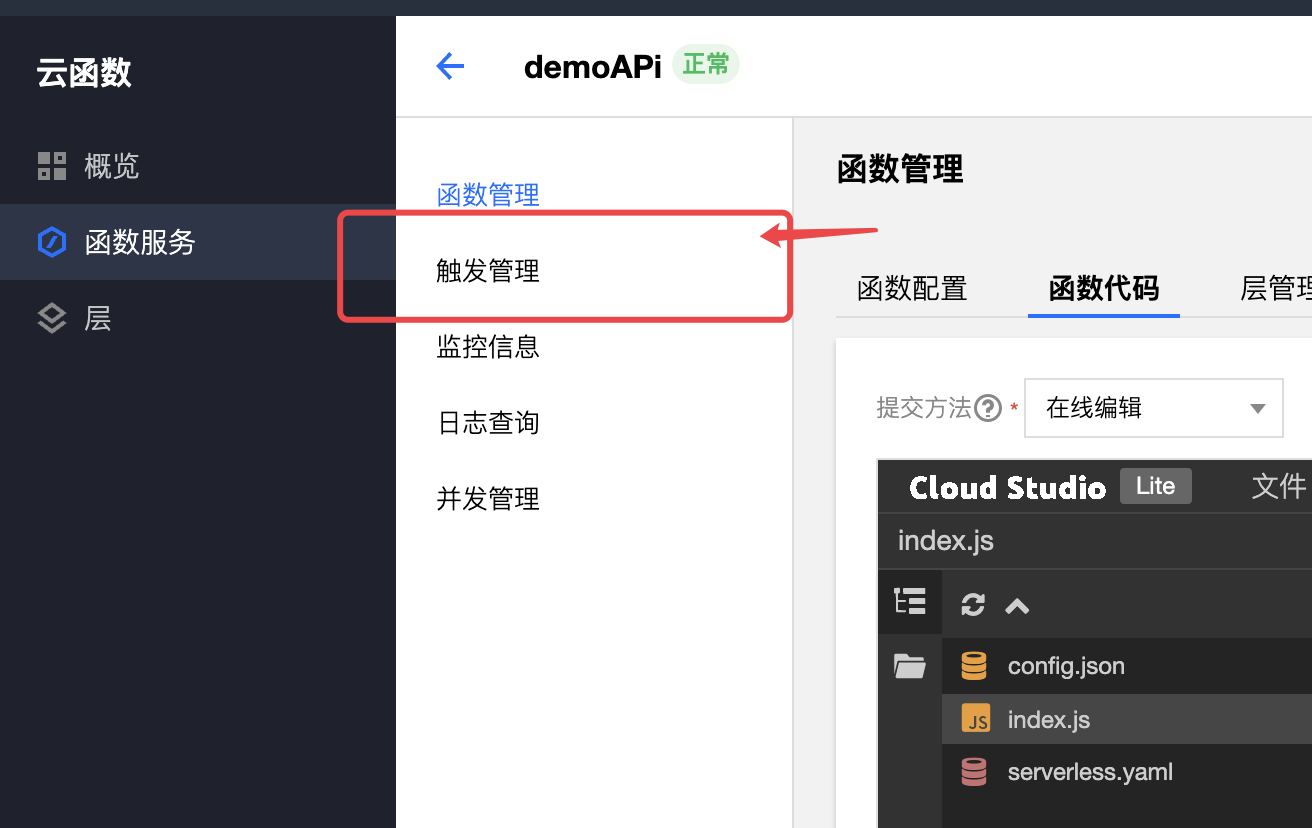 云函数
概览
函数服务
层
demoAPi 正常
函数管理
触发管理
监控信息
日志查询
并发管理
函数管理
函数配置 函数代码 层管理
提交方法 * 在线编辑
Cloud Studio Lite 文件
index.js
config.json
JS index.js
serverless.yaml